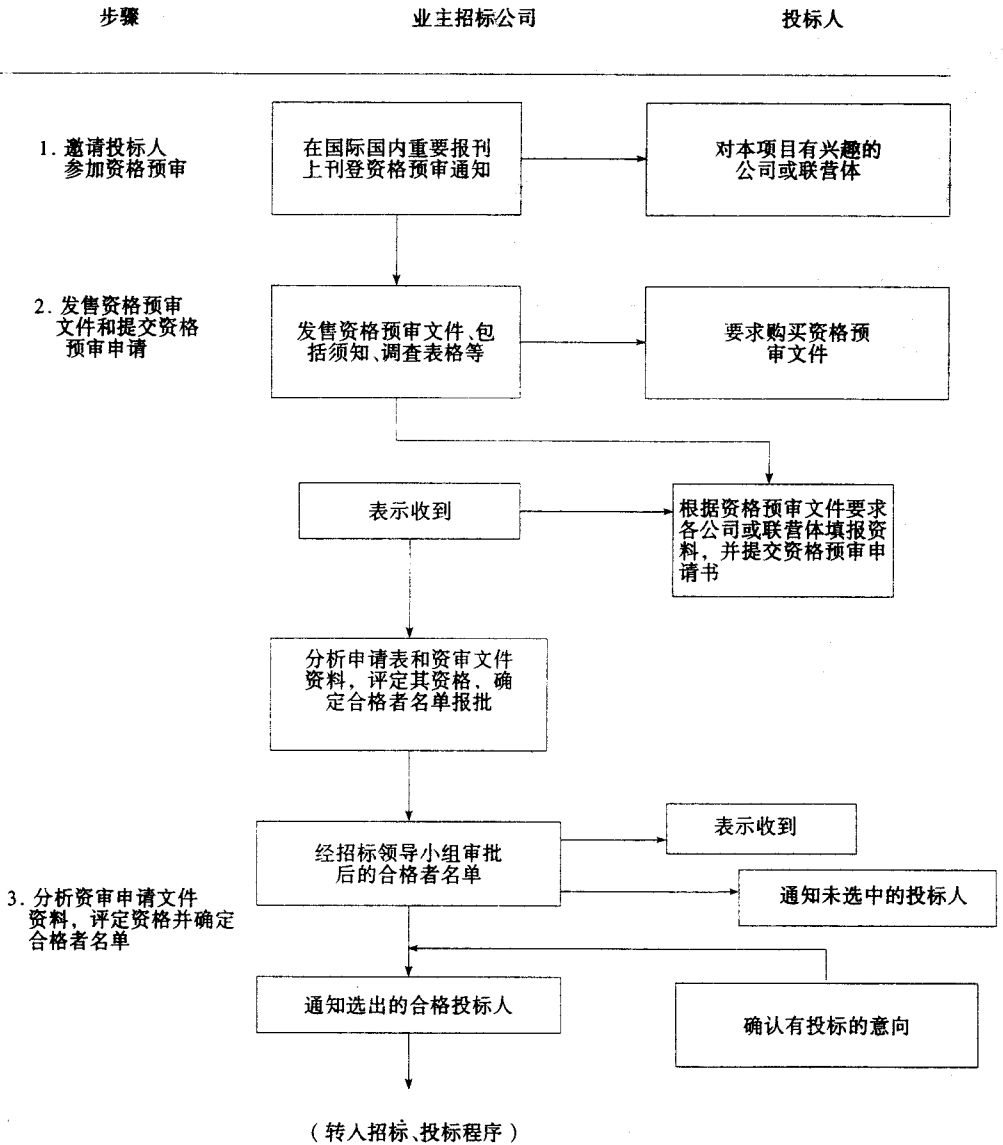 步骤
业主招标公司
投标人
1. 邀请投标人
参加资格预审
在国际国内重要报刊
上刊登资格预审通知
对本项目有兴趣的
公司或联营体
2. 发售资格预审
文件和提交资格
预审申请
发售资格预审文件、包
括须知、调查表格等
要求购买资格预
审文件
表示收到
根据资格预审文件要求
各公司或联营体填报资
料，并提交资格预审申
请书
分析申请表和资审文件
资料，评定其资格，确
定合格者名单报批
经招标领导小组审批
后的合格者名单
表示收到
通知未选中的投标人
3. 分析资审申请文件
资料，评定资格并确定
合格者名单
通知选出的合格投标人
确认有投标的意向
（转入招标、投标程序）